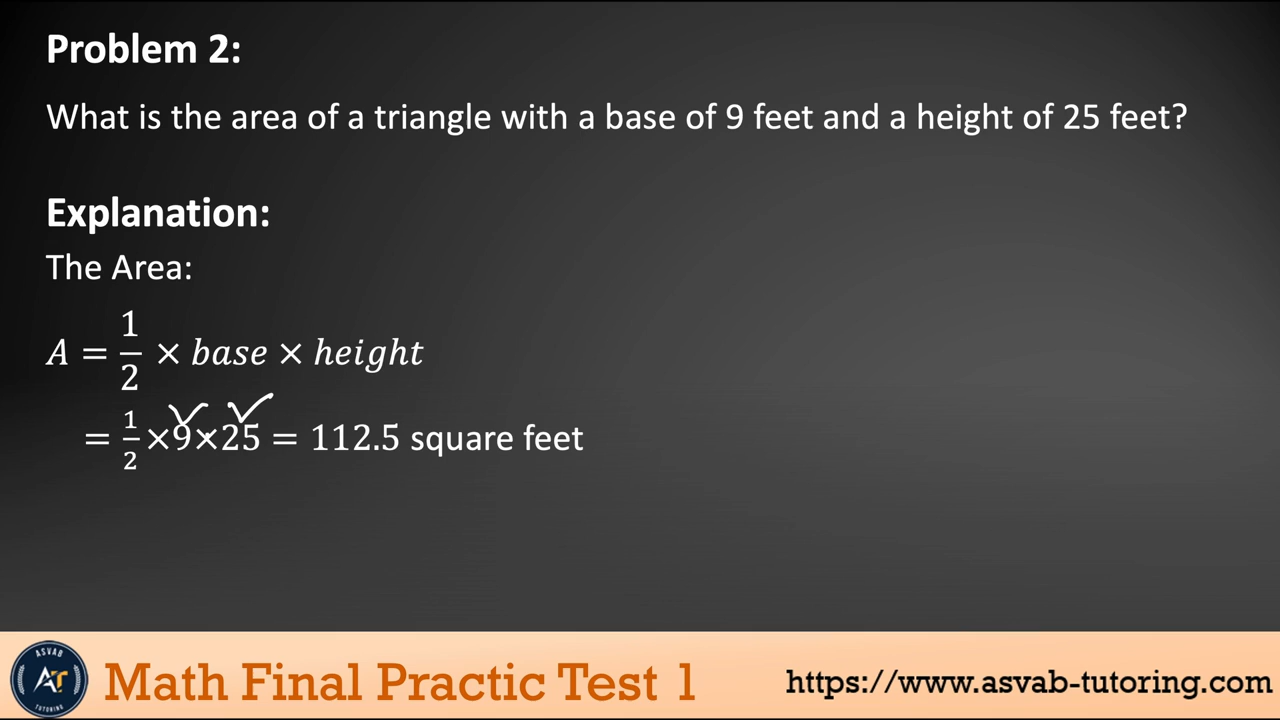 Problem 2:
What is the area of a triangle with a base of 9 feet and a height of 25 feet?
Explanation:
The Area:
𝐴 = 1/2 × 𝑏𝑎𝑠𝑒 × ℎ𝑒𝑖𝑔ℎ𝑡
= 1/2 ×9×25 = 112.5 square feet
ASVAB
AT
TUTORING
Math Final Practic Test 1
https://www.asvab-tutoring.com